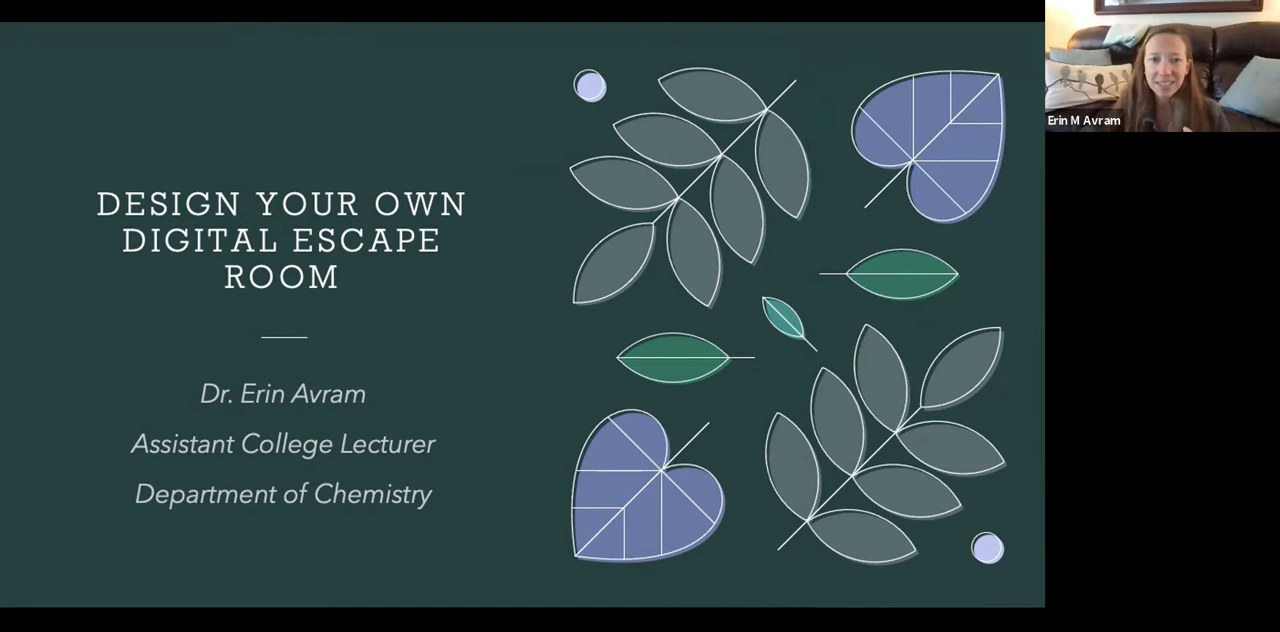 DESIGN YOUR OWN
DIGITAL ESCAPE
ROOM
Dr. Erin Avram
Assistant College Lecturer
Department of Chemistry
Erin M Avram